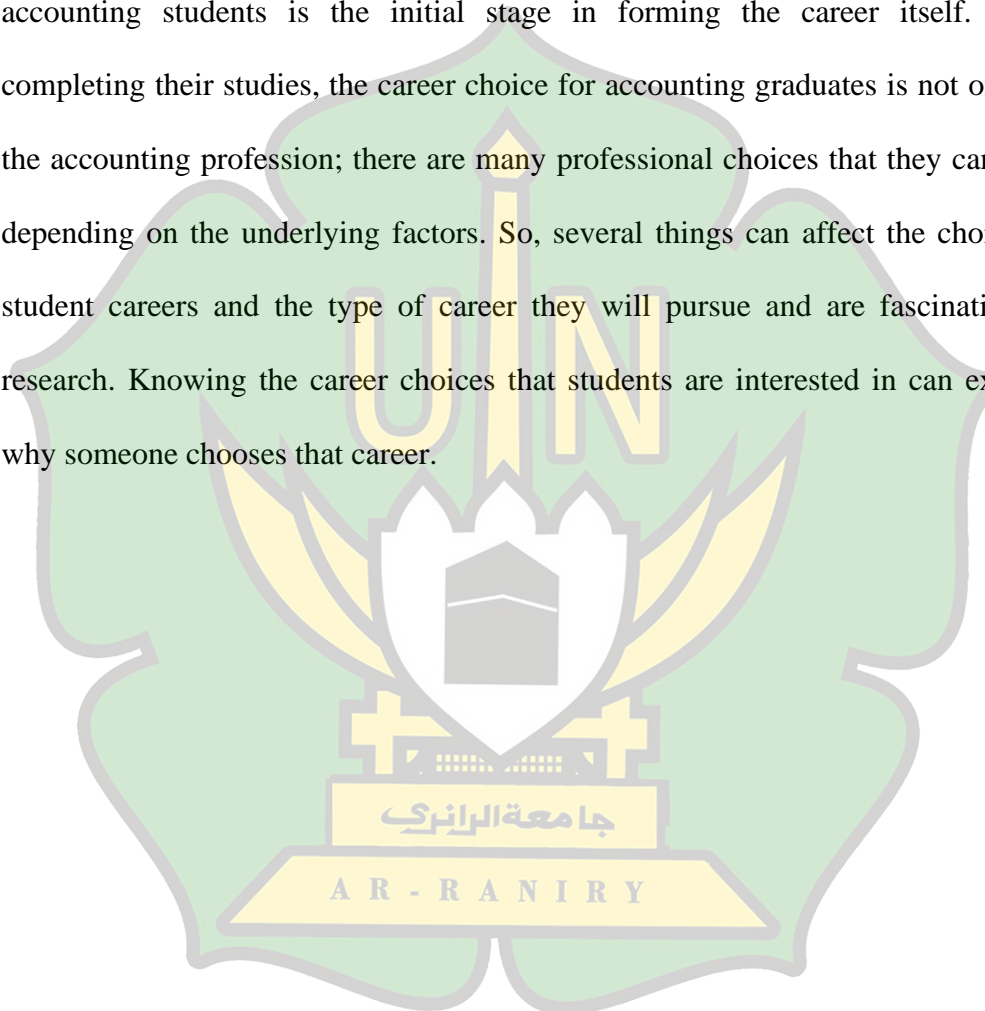 accounting students is the initial stage in forming the career itself.
completing their studies, the career choice for accounting graduates is not
the accounting profession; there are many professional choices that they
depending on the underlying factors. So, several things can affect the
student careers and the type of career they will pursue and are
research. Knowing the career choices that students are interested in can
why someone chooses that career.
UIN
جامعة الرانري
AR-RANIRY